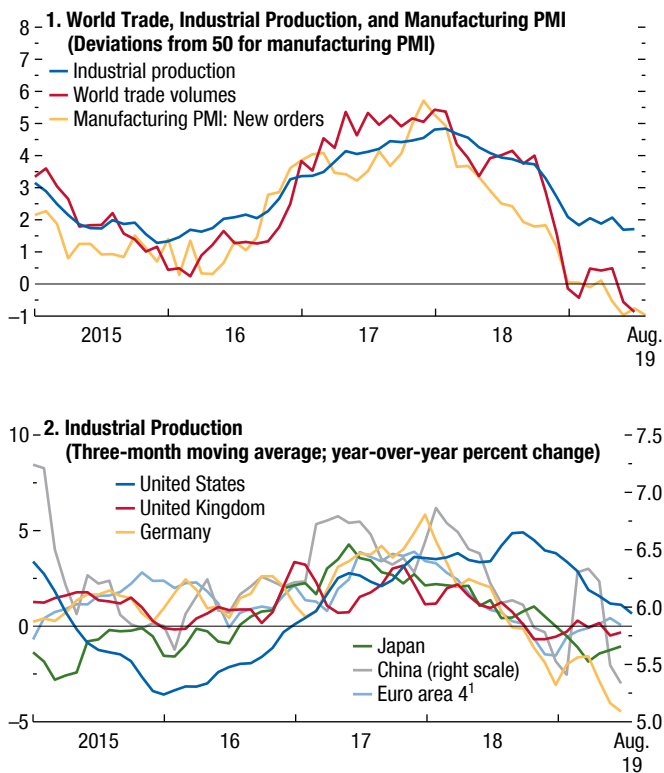 1. World Trade, Industrial Production, and Manufacturing PMI
(Deviations from 50 for manufacturing PMI)
Industrial production
World trade volumes
Manufacturing PMI: New orders
8
7
6
5
4
3
2
1
0
–1
2015 16 17 18 Aug.
19
2. Industrial Production
(Three-month moving average; year-over-year percent change)
United States
United Kingdom
Germany
Japan
China (right scale)
Euro area 4¹
10
5
0
–5
7.5
7.0
6.5
6.0
5.5
5.0
2015 16 17 18 Aug.
19